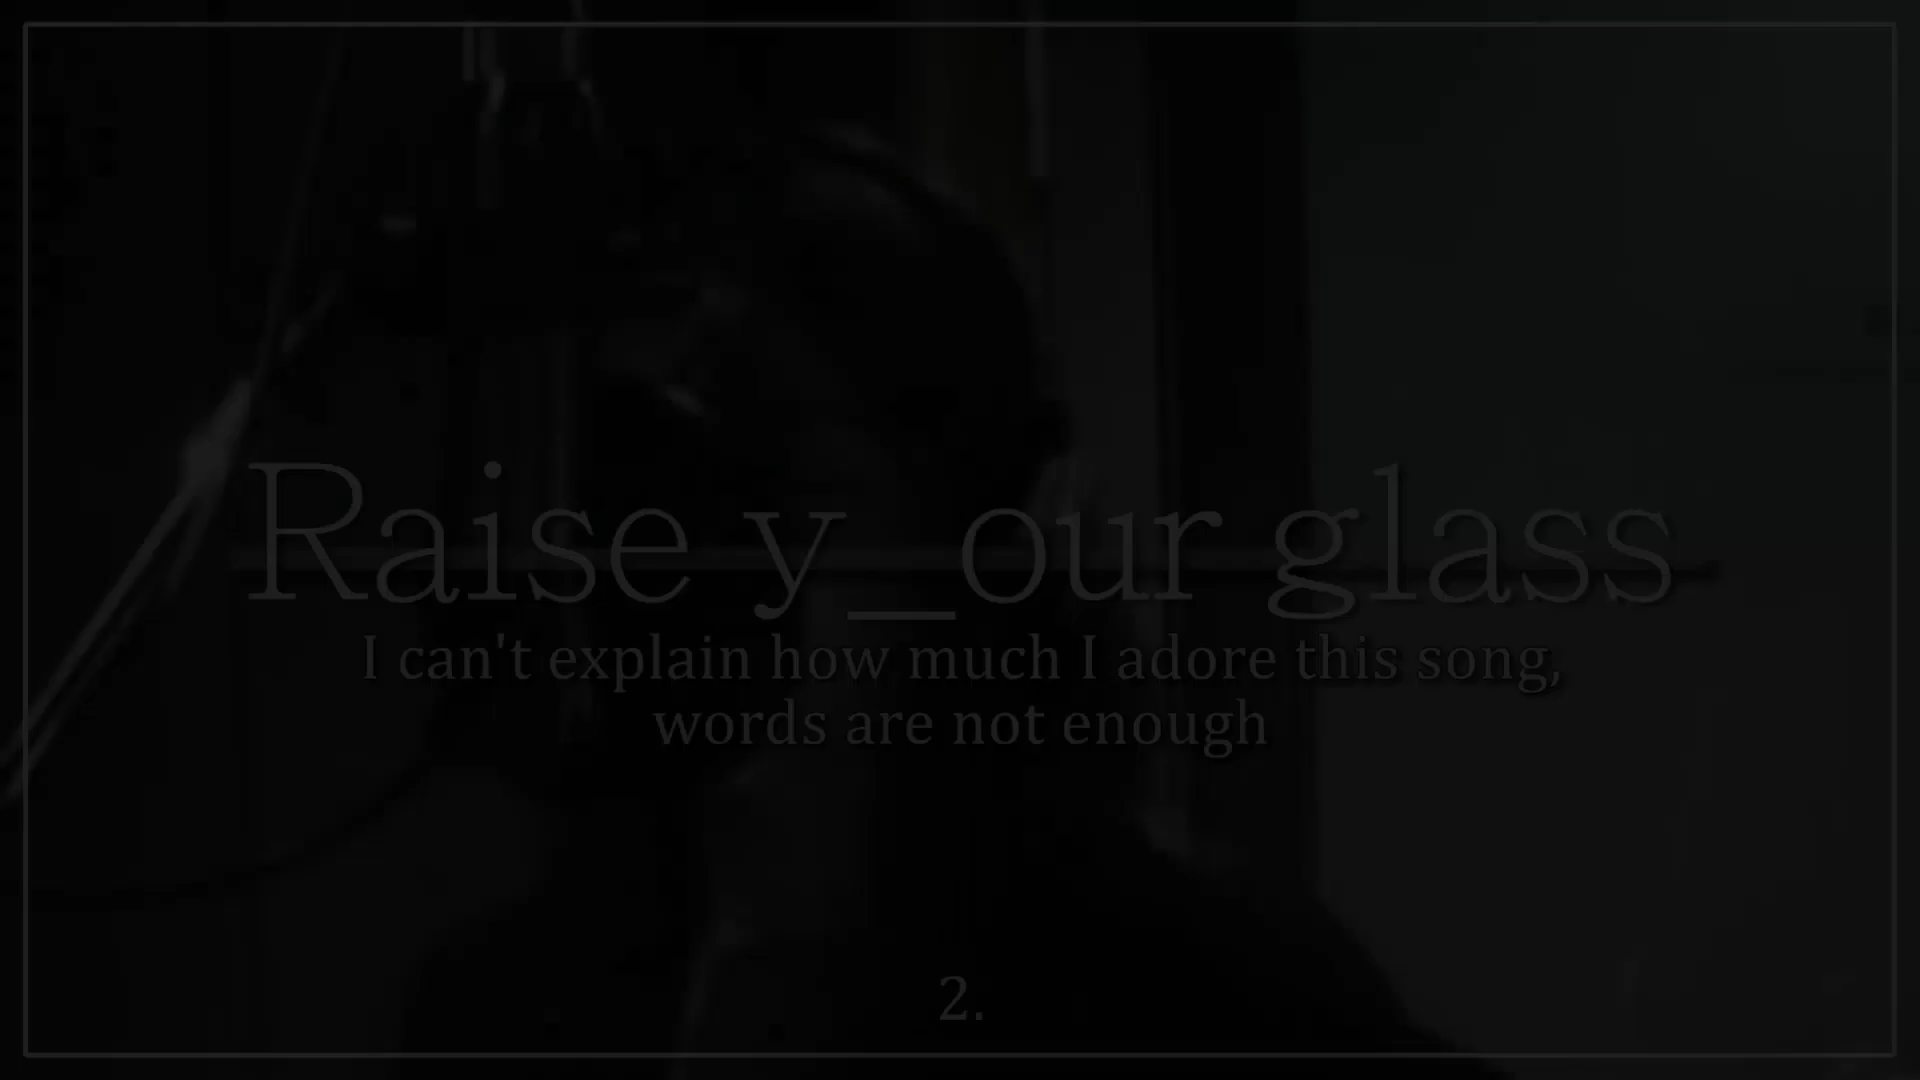 Raise y_our glass
I can't explain how much I adore this song,
words are not enough
2.